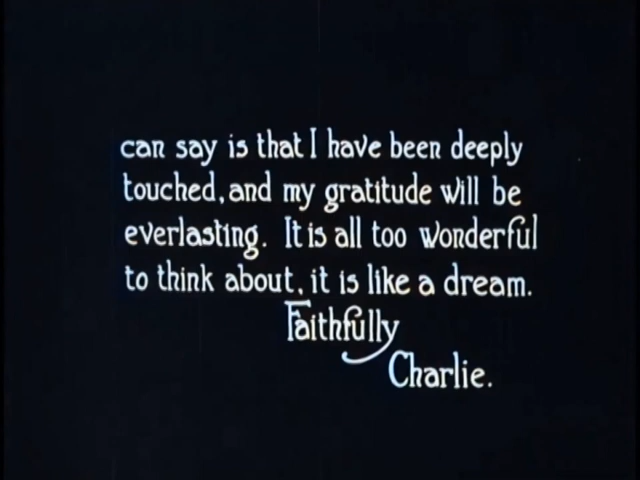 can say is that I have been deeply
touched, and my gratitude will be
everlasting. It is all too wonderful
to think about, it is like a dream.
Faithfully
Charlie.